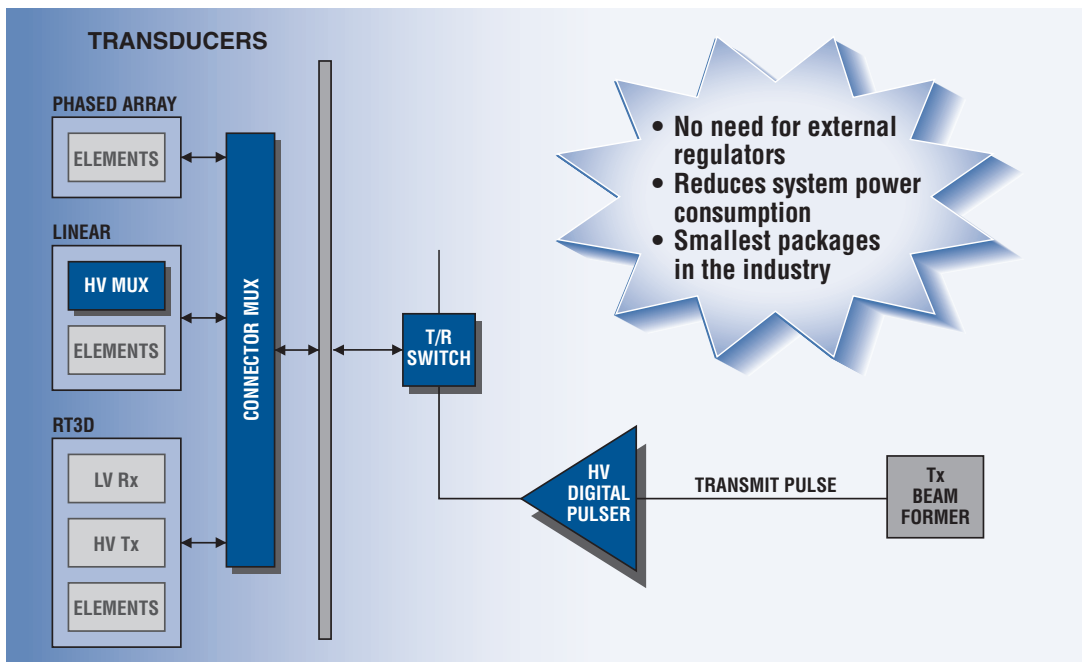 TRANSDUCERS
PHASED ARRAY
ELEMENTS
LINEAR
HV MUX
ELEMENTS
RT3D
LV Rx
HV Tx
ELEMENTS
CONNECTOR MUX
T/R
SWITCH
HV
DIGITAL
PULSER
TRANSMIT PULSE
Tx
BEAM
FORMER
• No need for external
regulators
• Reduces system power
consumption
• Smallest packages
in the industry